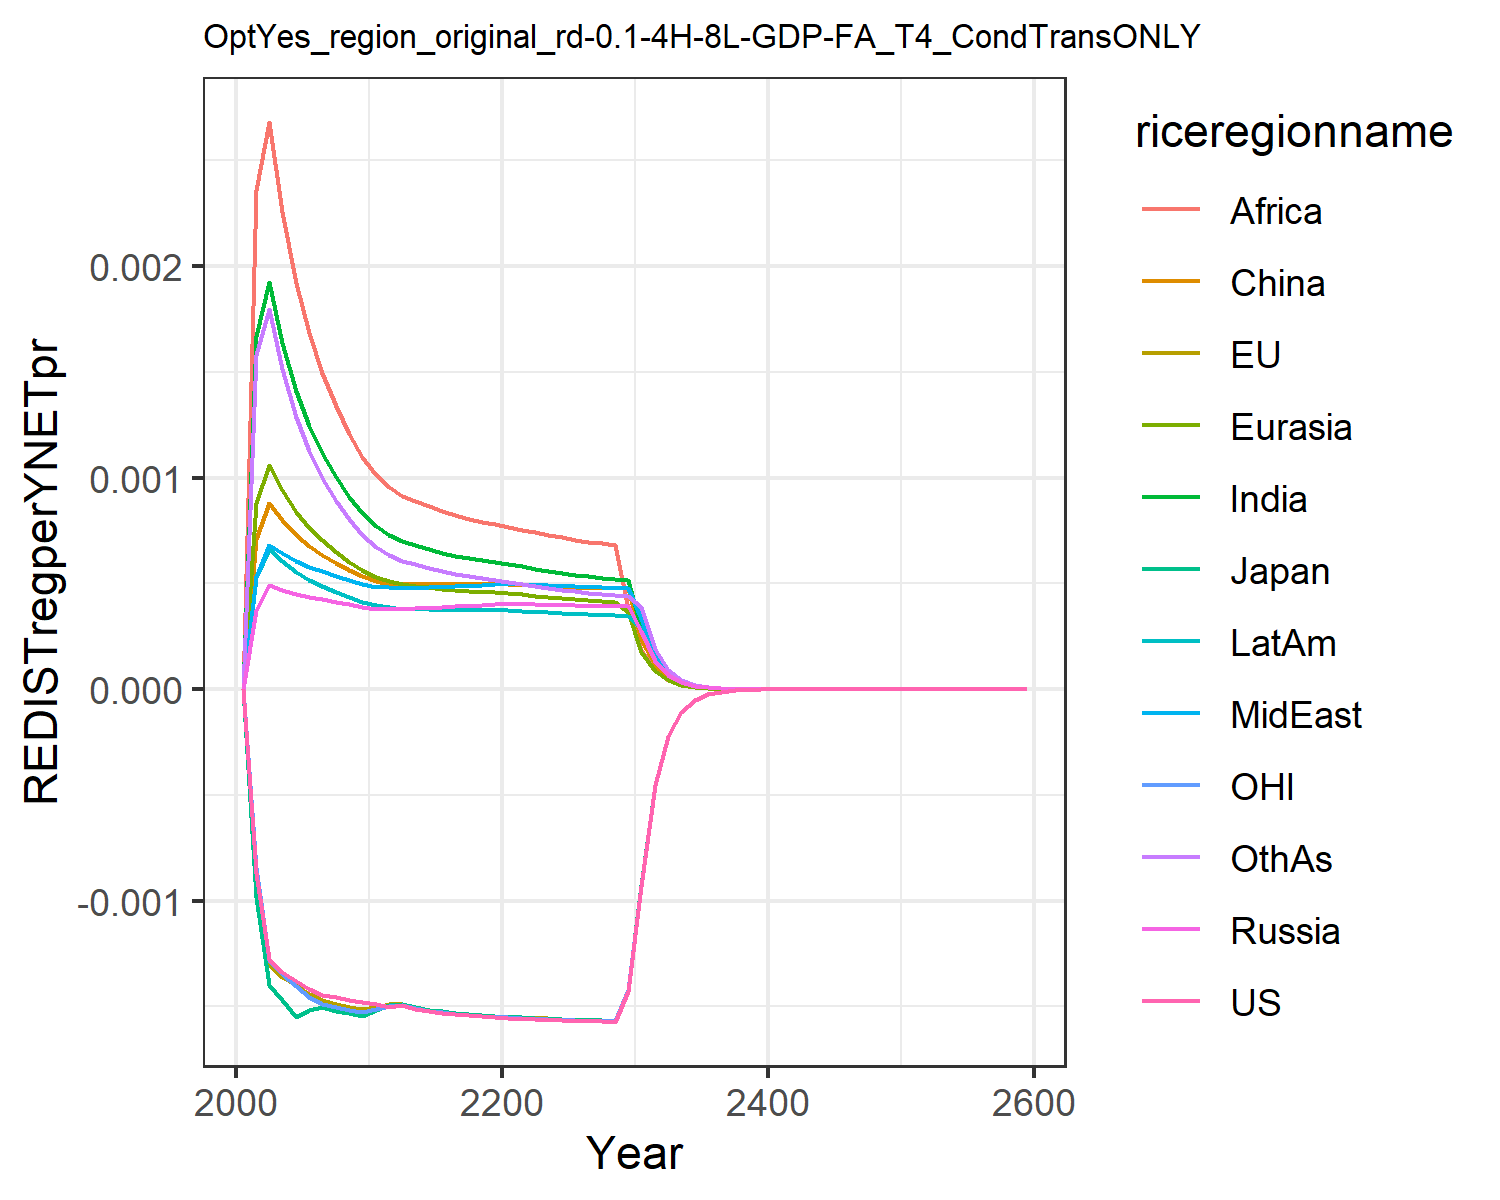 OptYes_region_original_rd-0.1-4H-8L-GDP-FA_T4_CondTransONLY
REDISTregperYNETpr
0.002
0.001
0.000
-0.001
2000 2200 2400 2600
Year
riceregionname
Africa
China
EU
Eurasia
India
Japan
LatAm
MidEast
OHI
OthAs
Russia
US